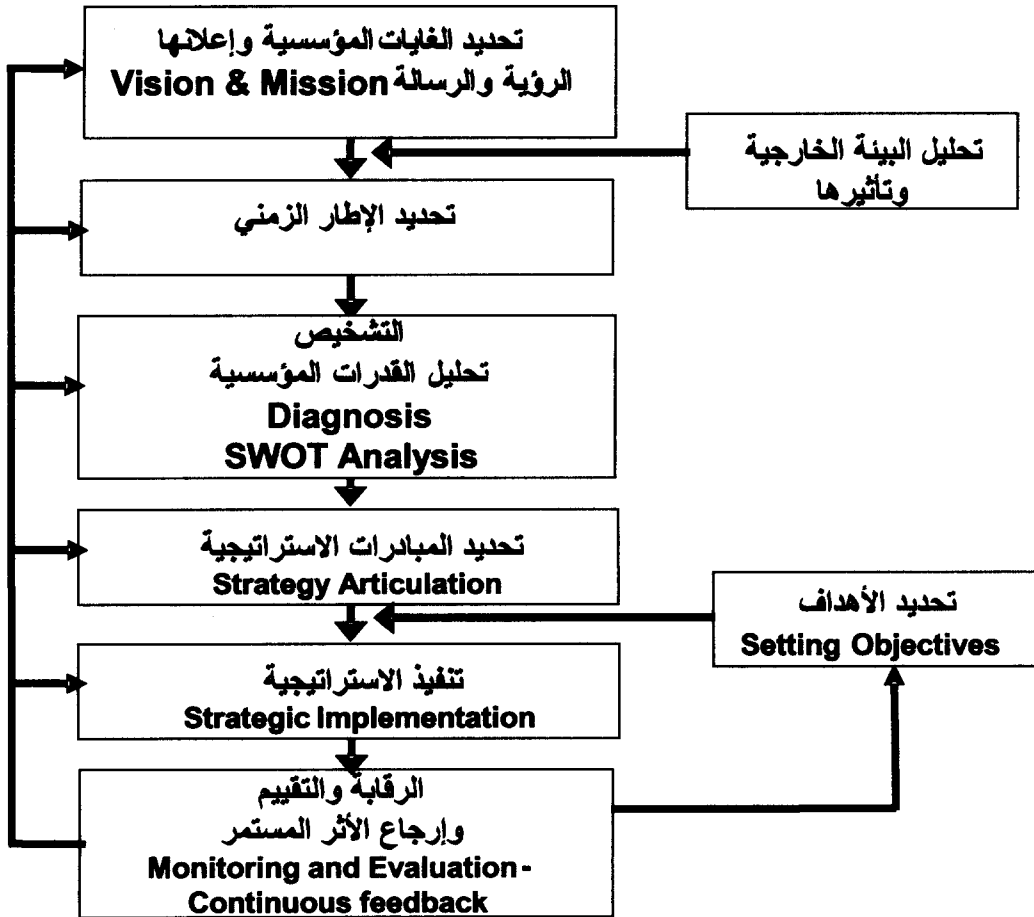 تحديد الغايات المؤسسية وإعلانها
الرؤية والرسالة Vision & Mission
تحليل البيئة الخارجية
وتأثيرها
تحديد الإطار الزمني
التشخيص
تحليل القدرات المؤسسية
Diagnosis
SWOT Analysis
تحديد المبادرات الاستراتيجية
Strategy Articulation
تحديد الأهداف
Setting Objectives
تنفيذ الاستراتيجية
Strategic Implementation
الرقابة والتقييم
وإرجاع الأثر المستمر
Monitoring and Evaluation -
Continuous feedback